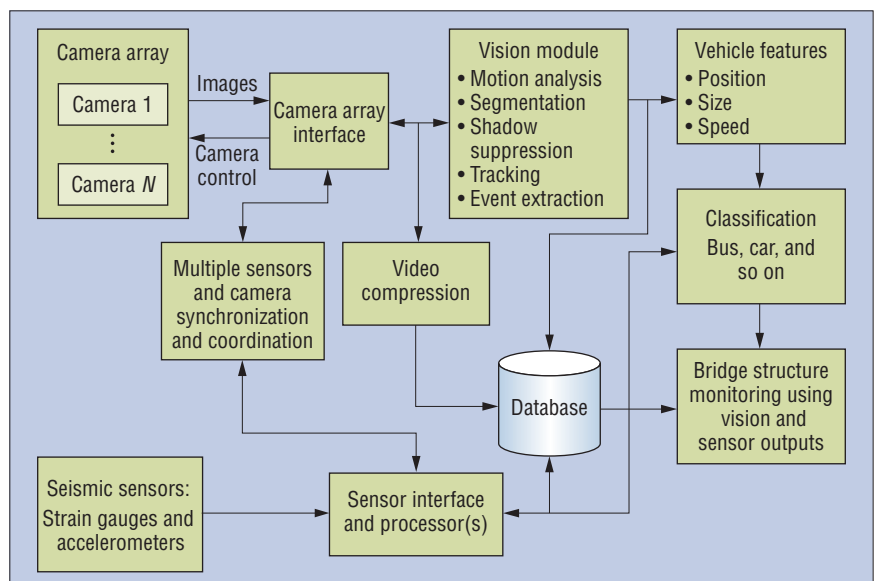 Camera array
Camera 1
⋮
Camera N
Images
Camera
control
Camera array
interface
Vision module
• Motion analysis
• Segmentation
• Shadow
suppression
• Tracking
• Event extraction
Vehicle features
• Position
• Size
• Speed
Classification
Bus, car, and
so on
Multiple sensors
and camera
synchronization
and coordination
Video
compression
Database
Bridge structure
monitoring using
vision and
sensor outputs
Seismic sensors:
Strain gauges and
accelerometers
Sensor interface
and processor(s)